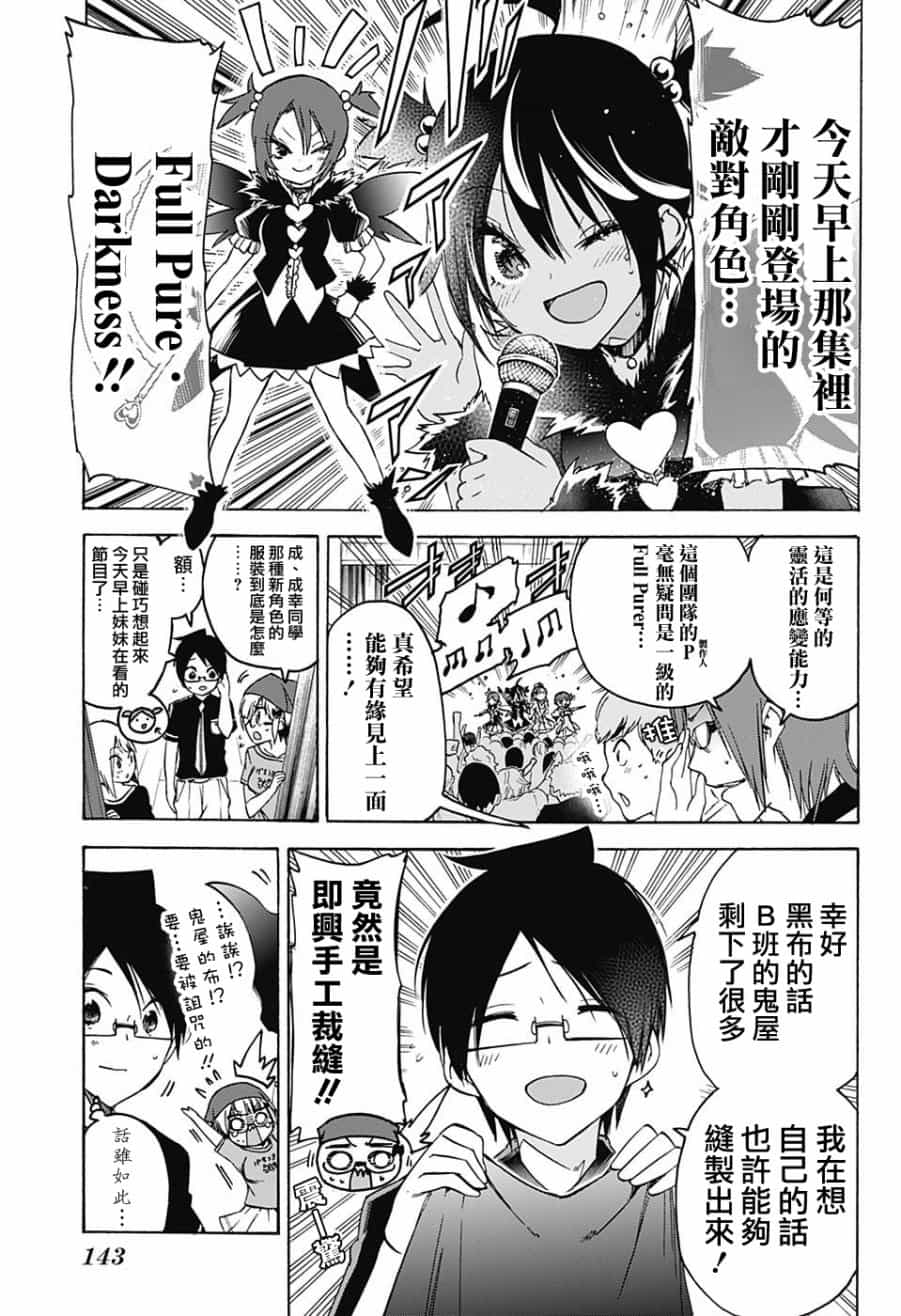 今天早上那集裡
才剛剛登場的
敵對角色…
Full Pure・
Darkness!!
這是何等的
靈活的應變能力…
這個團隊的P
製作人
毫無疑問是一級的
Full Purer…
推
哦哦哦…
真希望
能夠有緣見上一面
……！
成、成幸同學
那種新角色的
服裝到底是怎麼
……?
額…
只是碰巧想起來
今天早上妹妹在看的
節目了…
幸好
黑布的話
B班的鬼屋
剩下了很多
我在想
自己的話
也許能夠
縫製出來！
竟然是
即興手工裁縫!!
震驚
…誒誒!?
鬼屋的布!?
要…要被詛咒的!!
話雖如此…
143